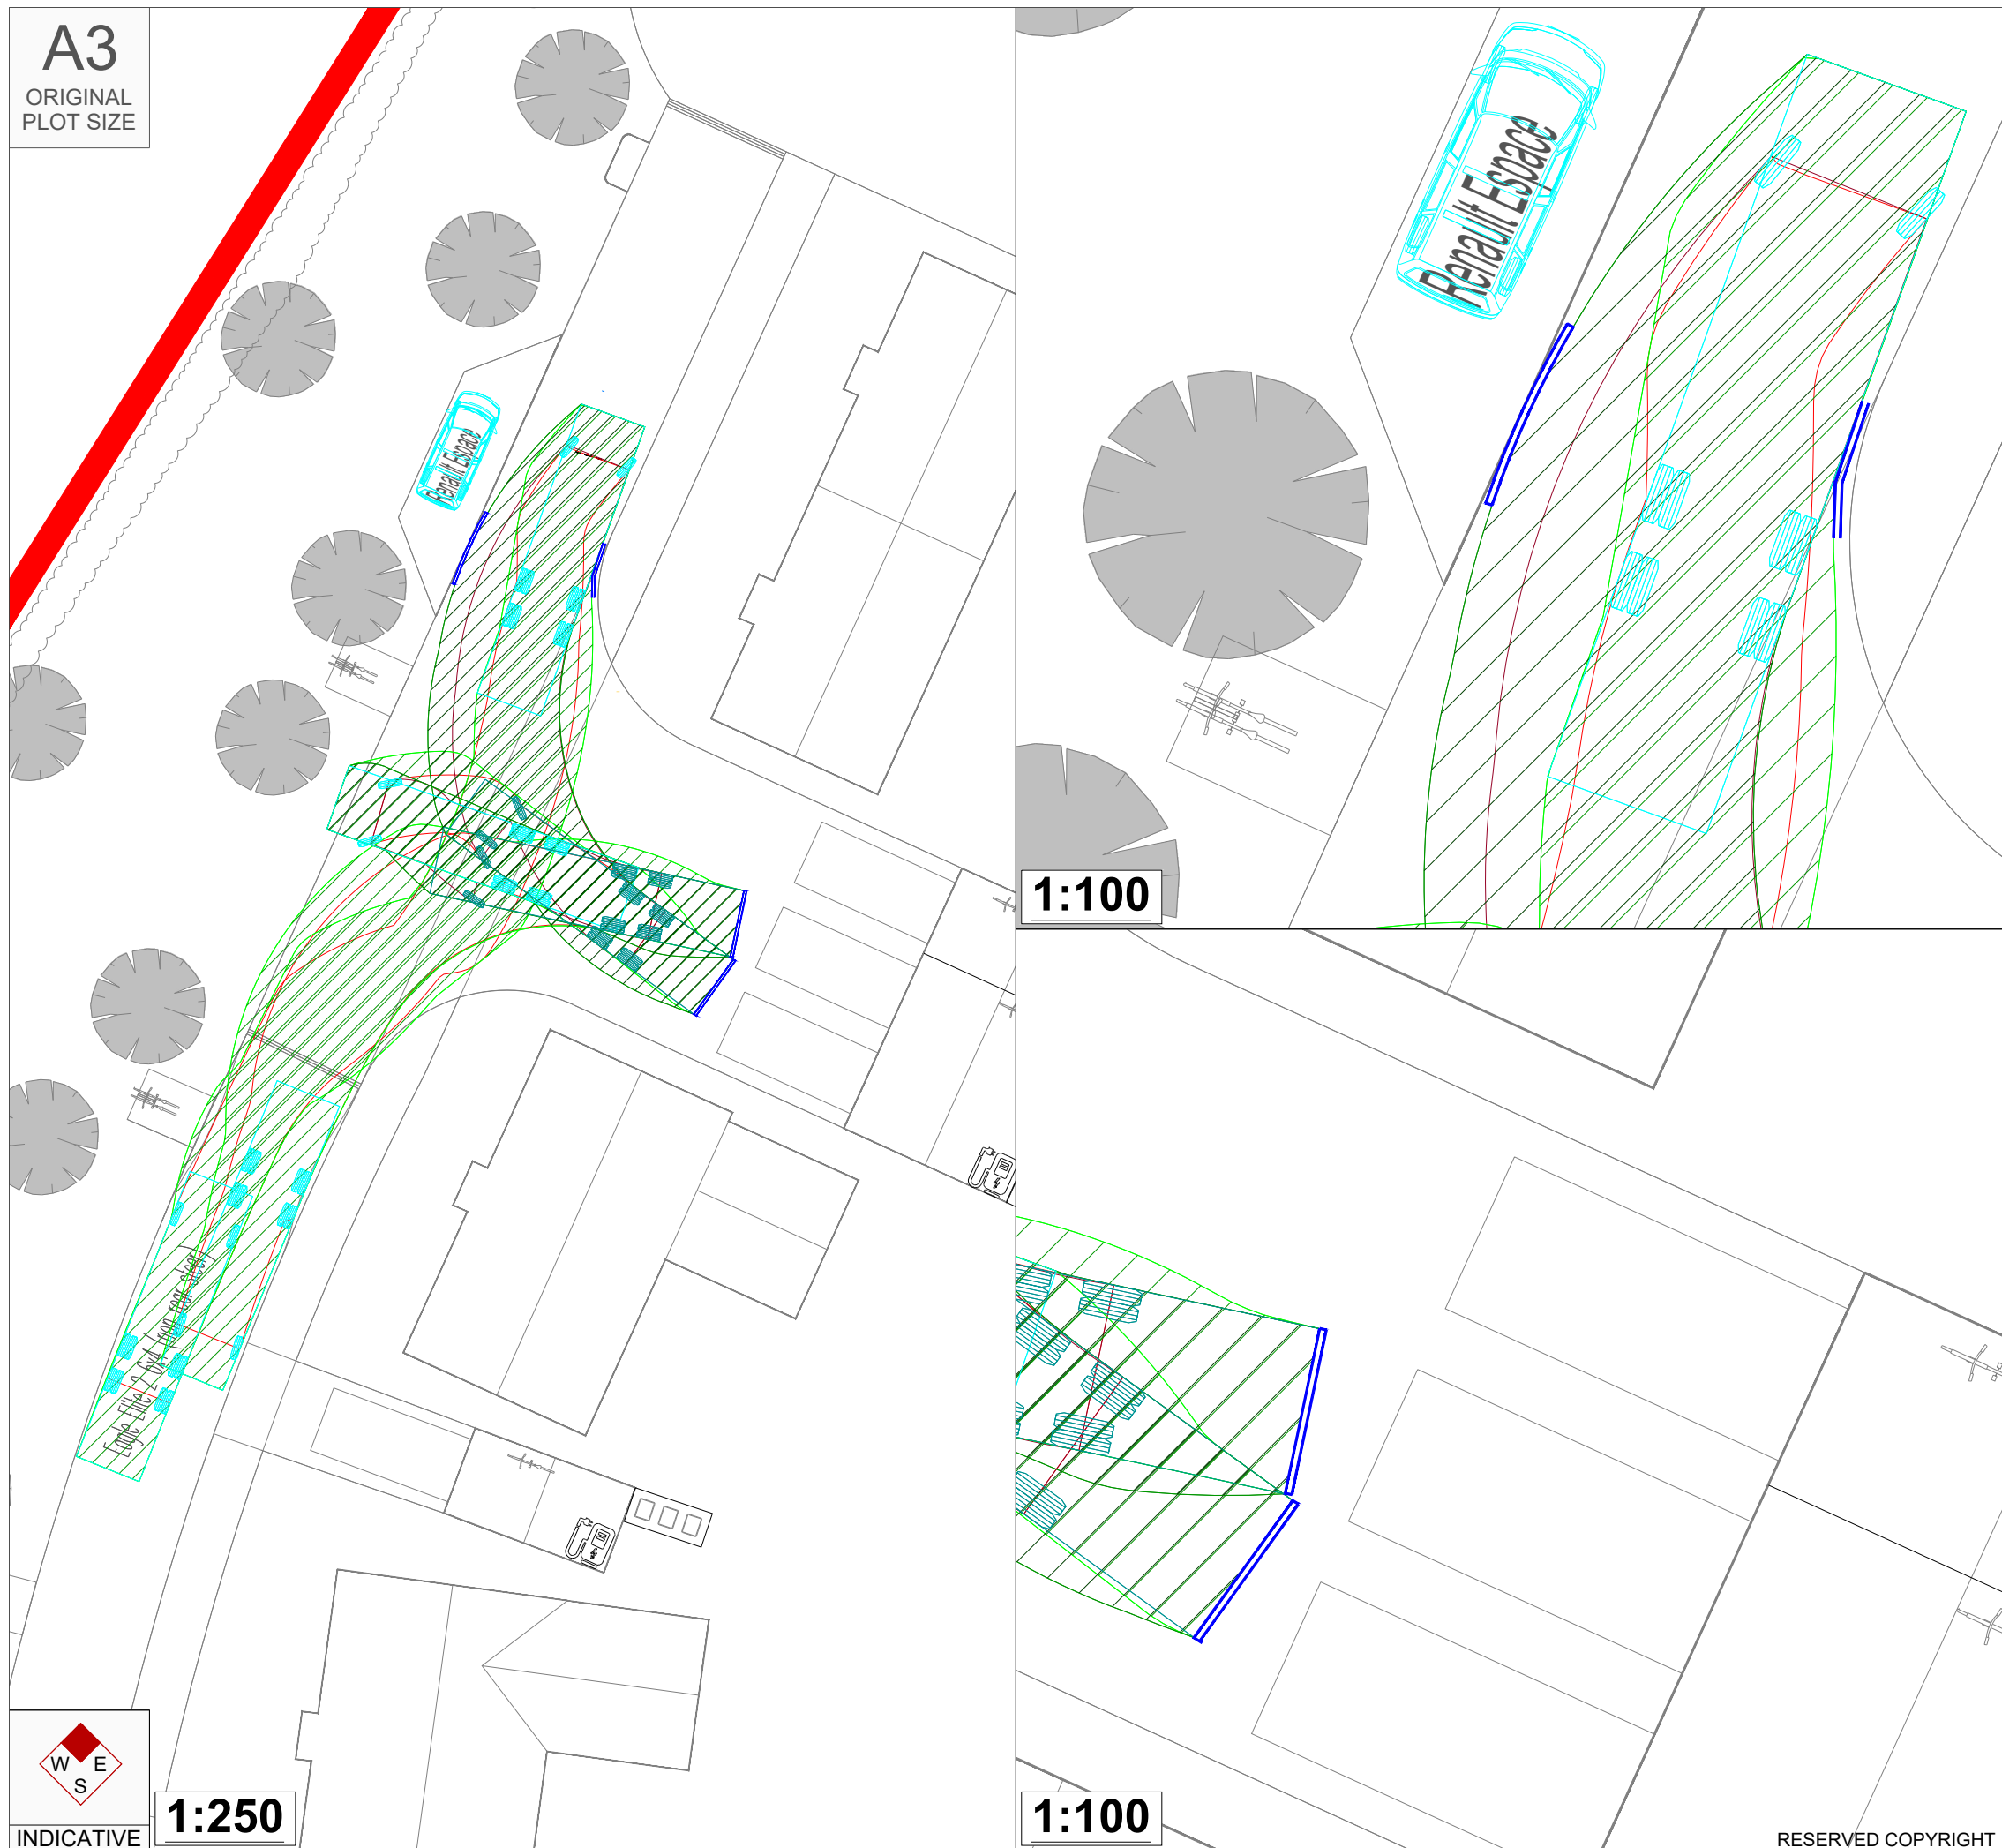 A3
ORIGINAL
PLOT SIZE
Renault Espace
Renault Espace
1:100
Eagle Elite 2 6x4 (non rear steer)
W E
S
INDICATIVE
1:250
1:100
RESERVED COPYRIGHT